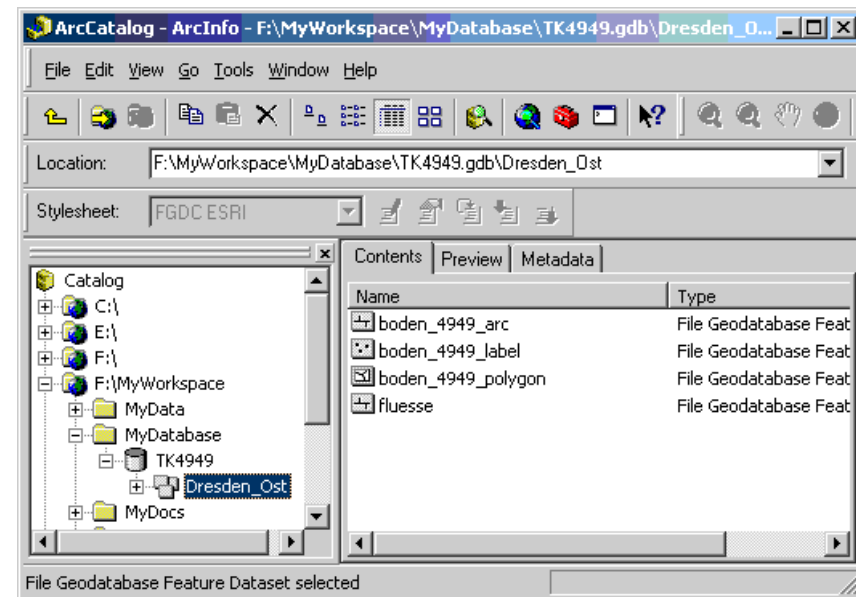 ArcCatalog - ArcInfo - F:\MyWorkspace\MyDatabase\TK4949.gdb\Dresden_O...
File Edit View Go Tools Window Help
Location: F:\MyWorkspace\MyDatabase\TK4949.gdb\Dresden_Ost
Stylesheet: FGDC ESRI
Catalog
C:\
E:\
F:\
F:\MyWorkspace
MyData
MyDatabase
TK4949
Dresden_Ost
MyDocs
Contents Preview Metadata
Name Type
boden_4949_arc File Geodatabase Feat
boden_4949_label File Geodatabase Feat
boden_4949_polygon File Geodatabase Feat
fluesse File Geodatabase Feat
File Geodatabase Feature Dataset selected